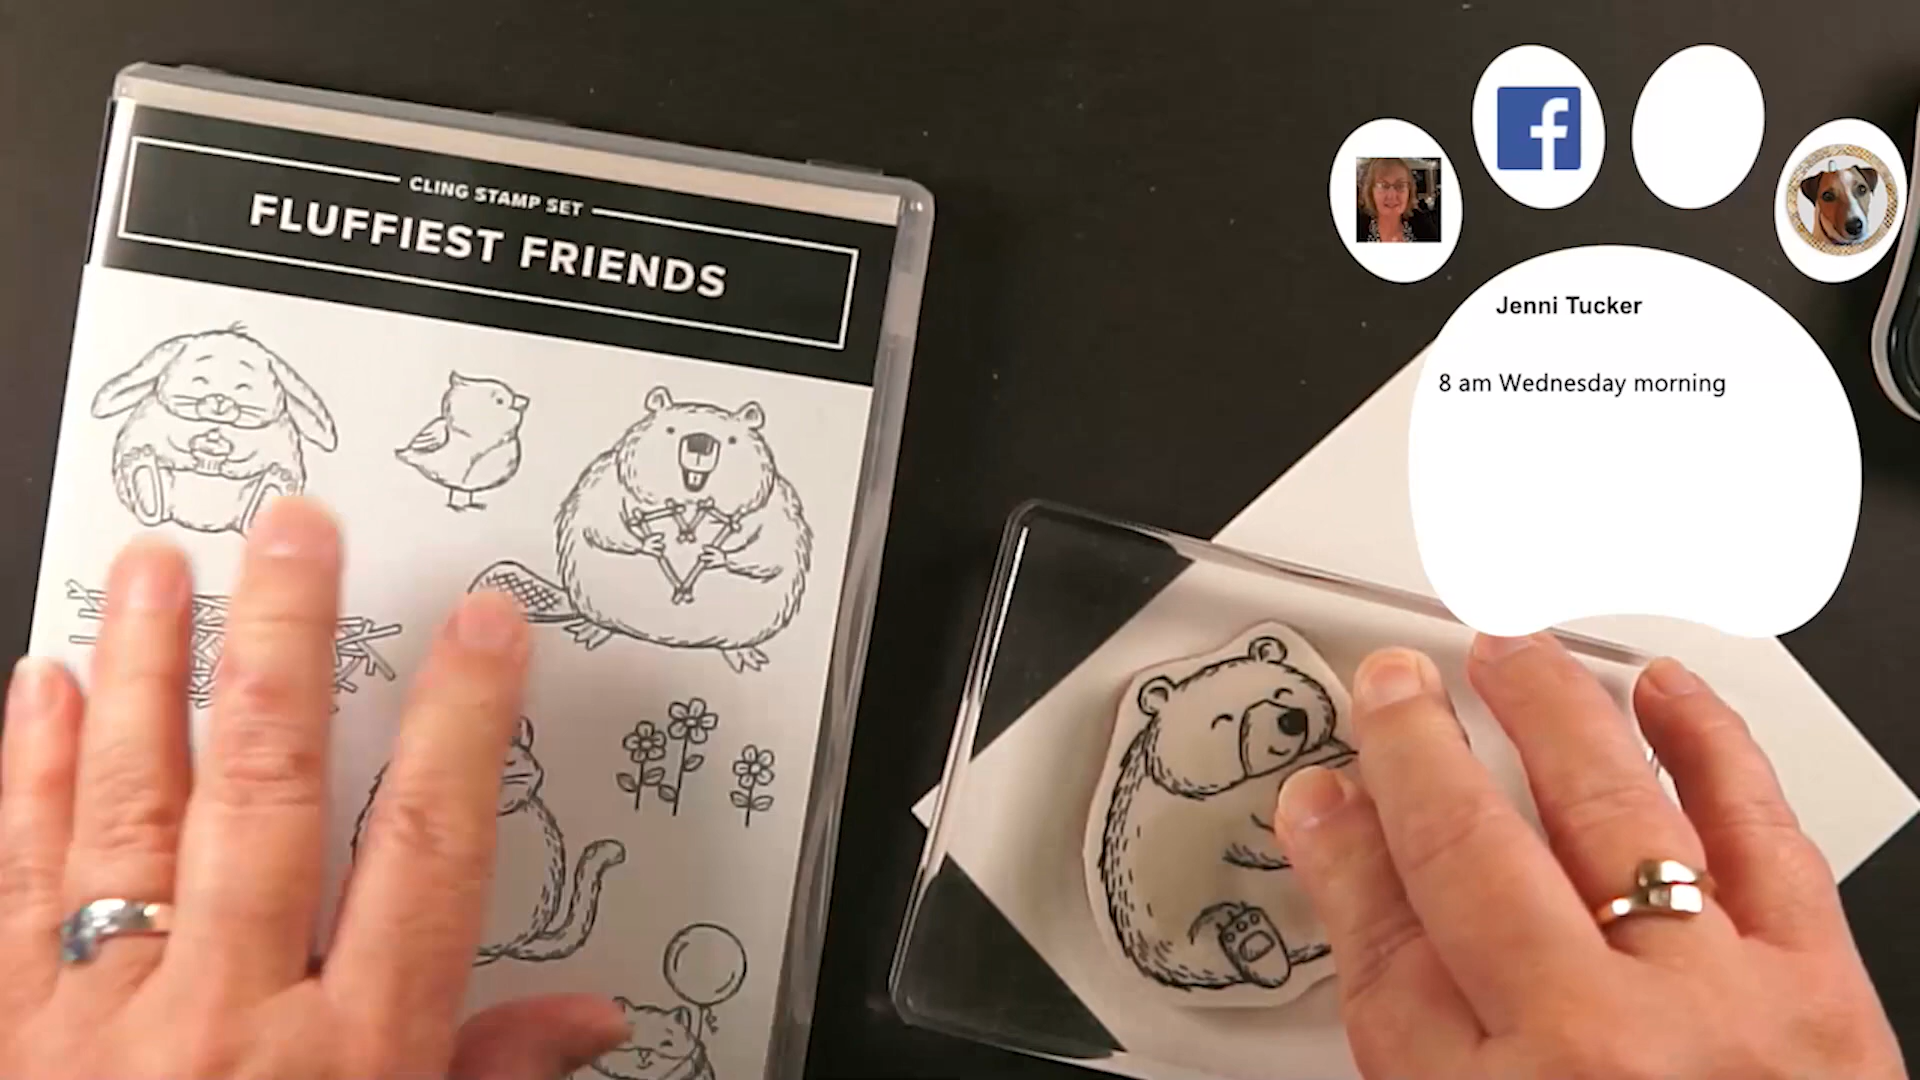 CLING STAMP SET
FLUFFIEST FRIENDS
Jenni Tucker
8 am Wednesday morning